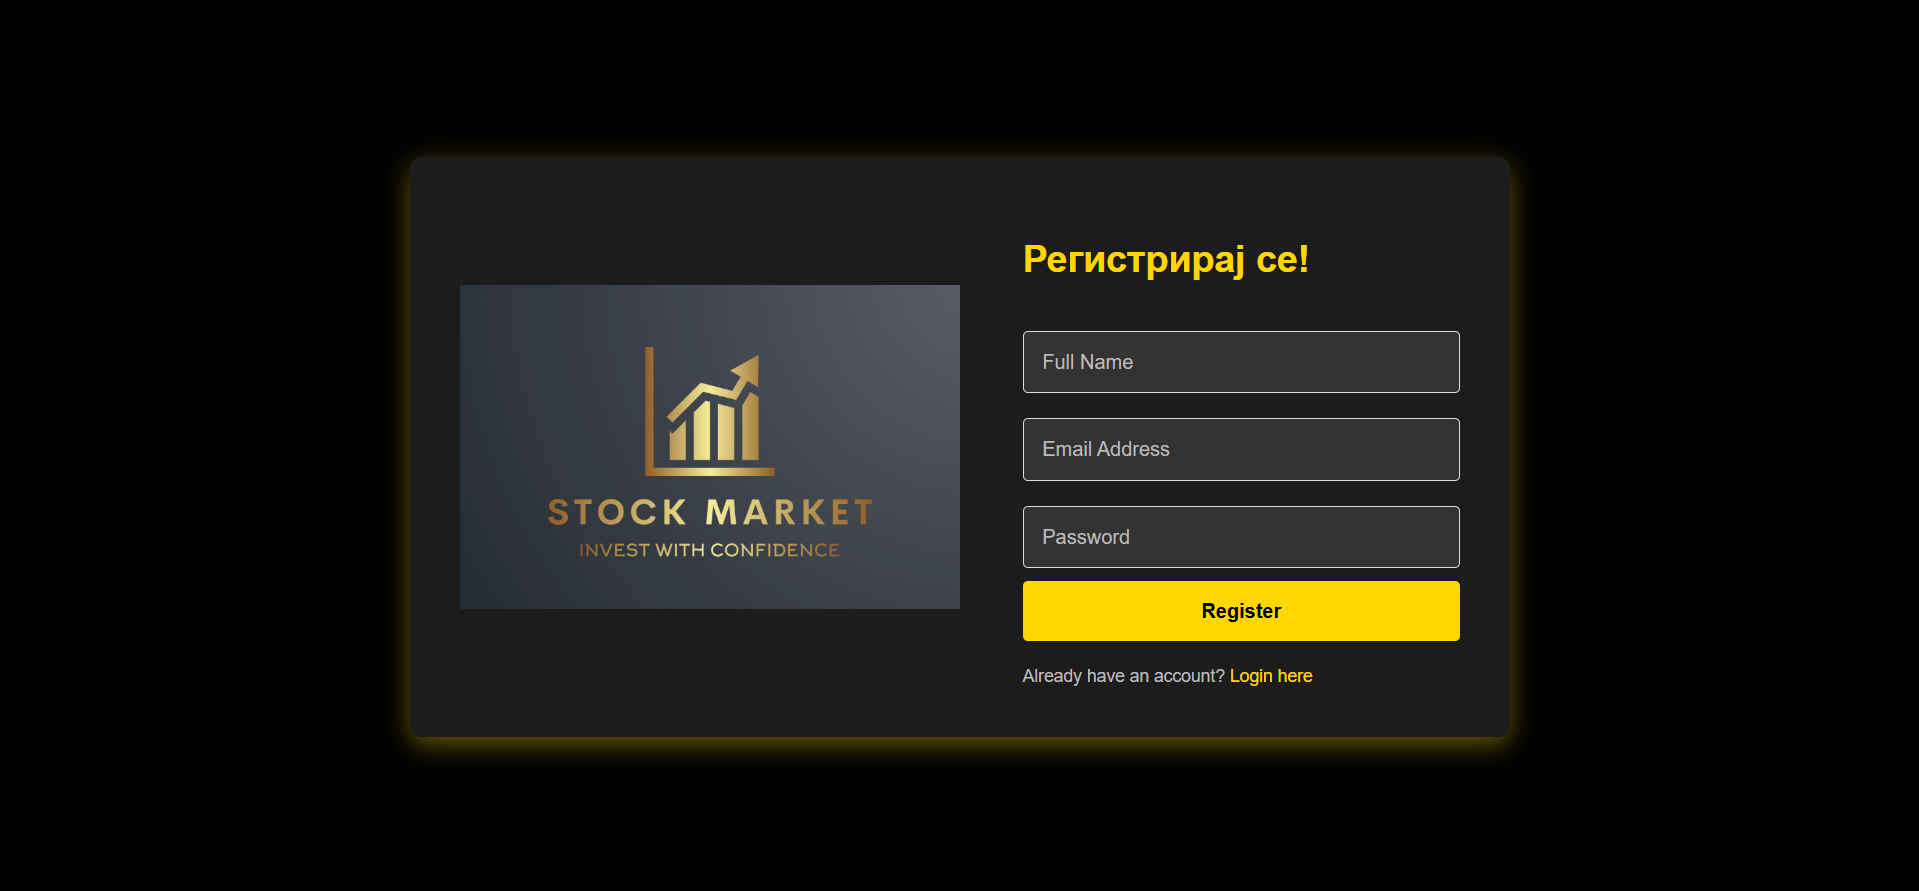 STOCK MARKET
INVEST WITH CONFIDENCE
Регистрирај се!
Full Name
Email Address
Password
Register
Already have an account? Login here